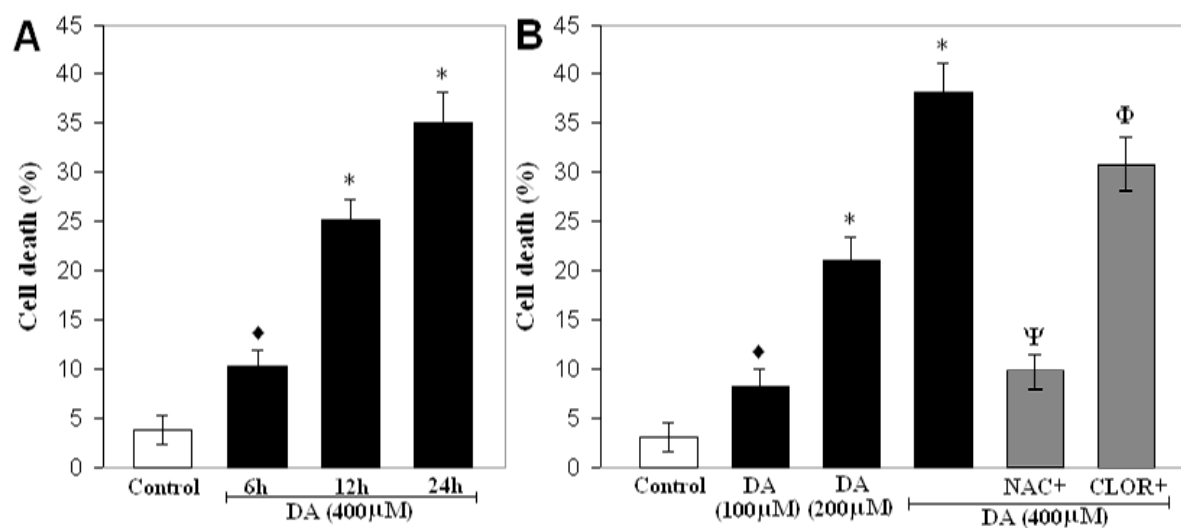 A
Cell death (%)
45
40
35
30
25
20
15
10
5
0
♦
*
*
Control
6h
12h
24h
DA (400µM)
B
Cell death (%)
45
40
35
30
25
20
15
10
5
0
♦
*
*
Ψ
Φ
Control
DA
(100µM)
DA
(200µM)
NAC+
CLOR+
DA (400µM)